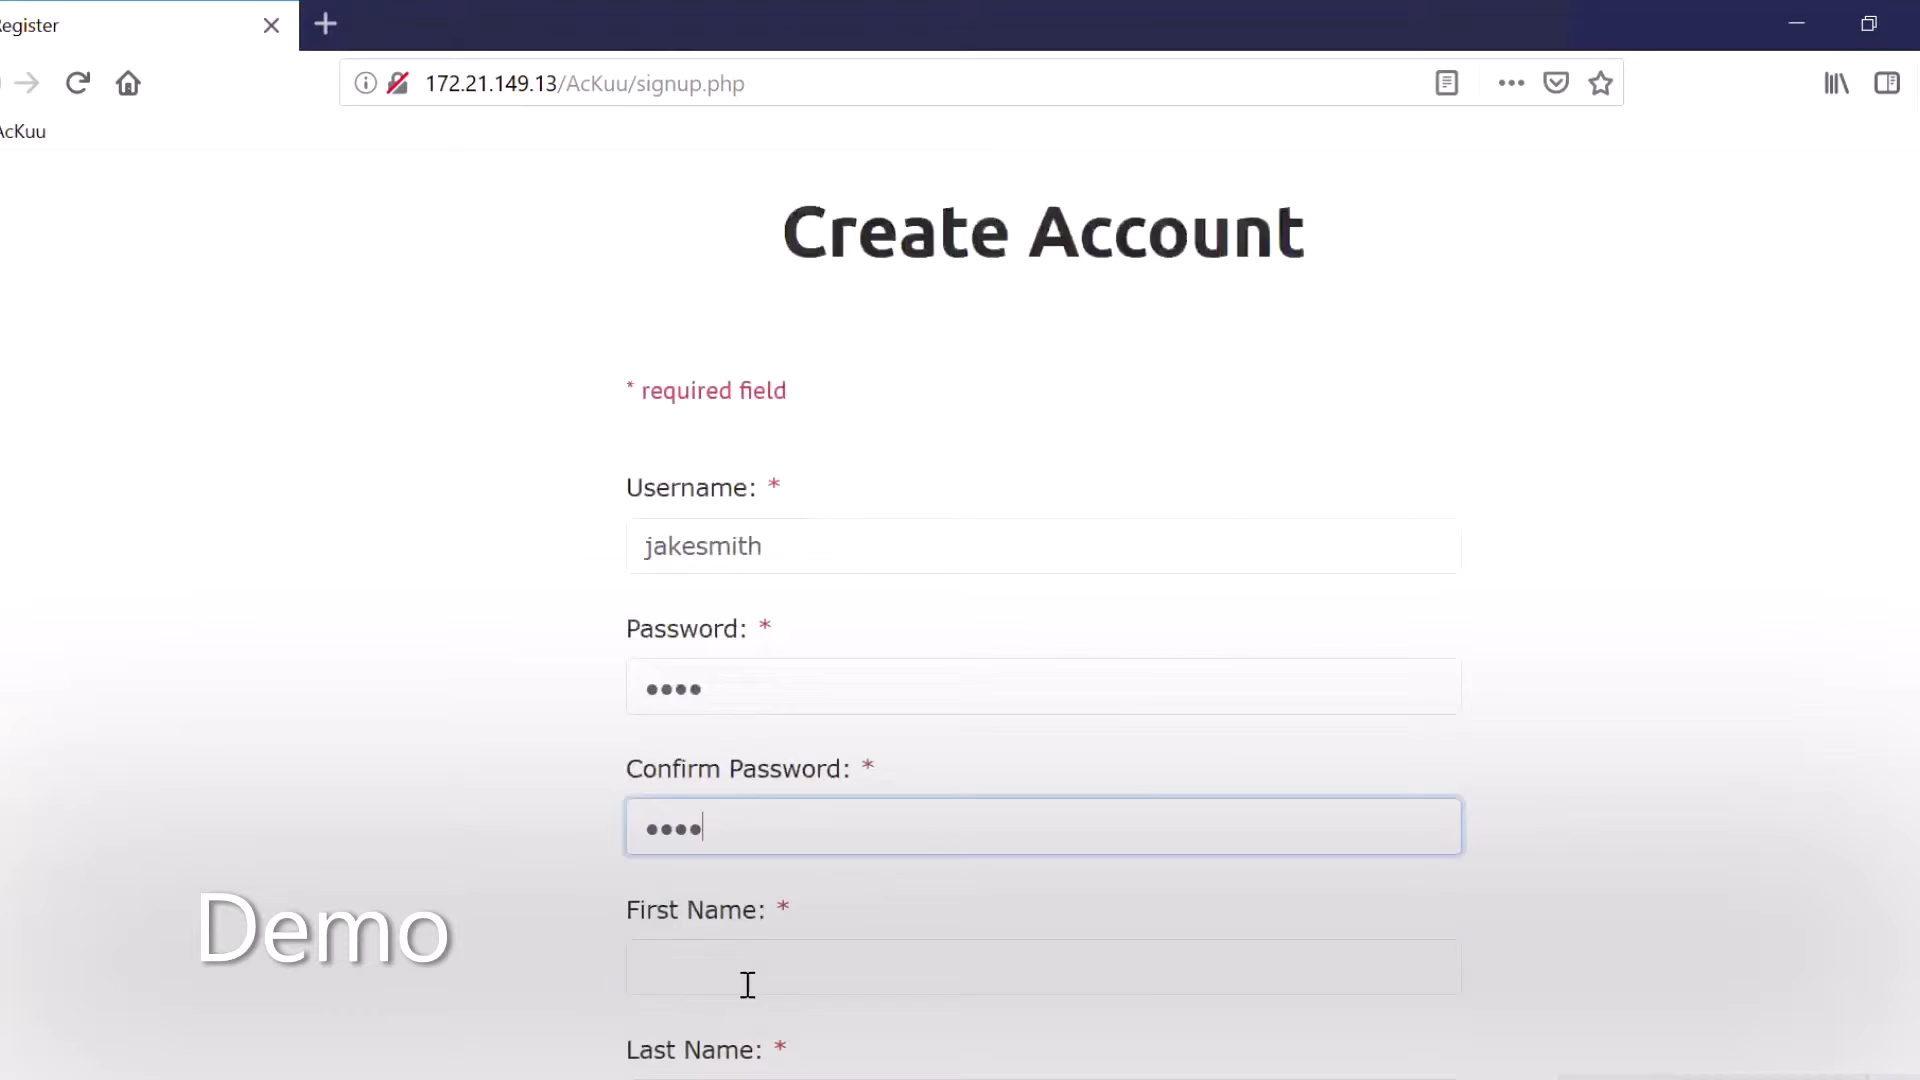 Register
172.21.149.13/AcKuu/signup.php
AcKuu
Create Account
* required field
Username: *
jakesmith
Password: *
••••
Confirm Password: *
••••
First Name: *
Demo
Last Name: *